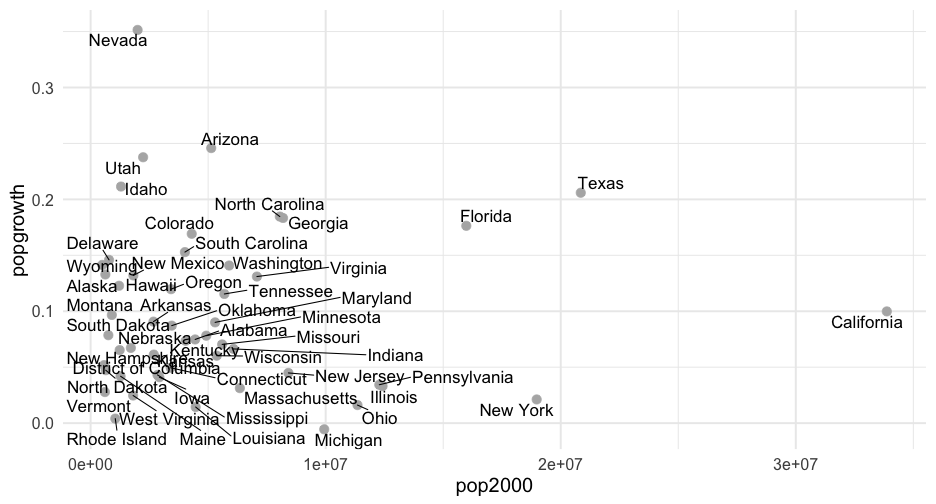 Nevada
Arizona
Utah
Idaho
Texas
North Carolina
Florida
Colorado
Georgia
Delaware
South Carolina
Wyoming
New Mexico
Washington
Virginia
Alaska
Hawaii
Oregon
Tennessee
Maryland
Montana
Arkansas
Oklahoma
Minnesota
California
South Dakota
Alabama
Nebraska
Missouri
Kentucky
Indiana
New Hampshire
Kansas
Wisconsin
District of Columbia
Connecticut
New Jersey
Pennsylvania
North Dakota
Iowa
Massachusetts
Illinois
Vermont
New York
West Virginia
Mississippi
Ohio
Rhode Island
Maine
Louisiana
Michigan
popgrowth
0.3
0.2
0.1
0.0
0e+00
1e+07
2e+07
3e+07
pop2000